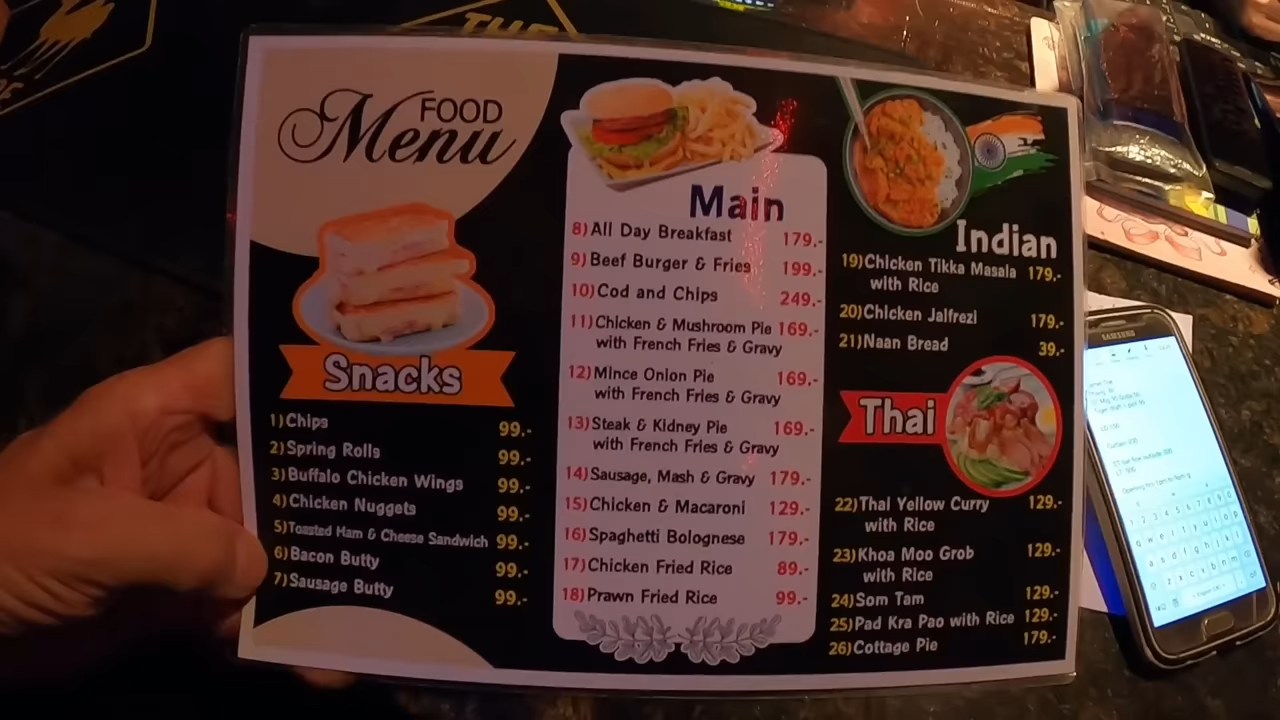 THE
FOOD
Menu
Snacks
1) Chips 99.-
2) Spring Rolls 99.-
3) Buffalo Chicken Wings 99.-
4) Chicken Nuggets 99.-
5) Toasted Ham & Cheese Sandwich 99.-
6) Bacon Butty 99.-
7) Sausage Butty 99.-
Main
8) All Day Breakfast 179.-
9) Beef Burger & Fries 199.-
10) Cod and Chips 249.-
11) Chicken & Mushroom Pie 169.-
with French Fries & Gravy
12) Mince Onion Pie 169.-
with French Fries & Gravy
13) Steak & Kidney Pie 169.-
with French Fries & Gravy
14) Sausage, Mash & Gravy 179.-
15) Chicken & Macaroni 129.-
16) Spaghetti Bolognese 179.-
17) Chicken Fried Rice 89.-
18) Prawn Fried Rice 99.-
Indian
19) Chicken Tikka Masala 179.-
with Rice
20) Chicken Jalfrezi 179.-
21) Naan Bread 39.-
Thai
22) Thai Yellow Curry 129.-
with Rice
23) Khoa Moo Grob 129.-
with Rice
24) Som Tam 129.-
25) Pad Kra Pao with Rice 129.-
26) Cottage Pie 179.-
SAMSUNG